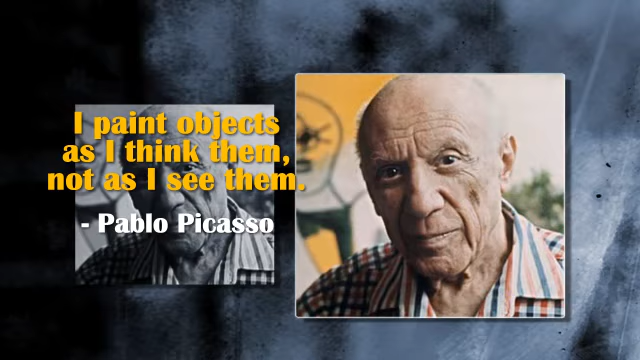 I paint objects
as I think them,
not as I see them.
- Pablo Picasso